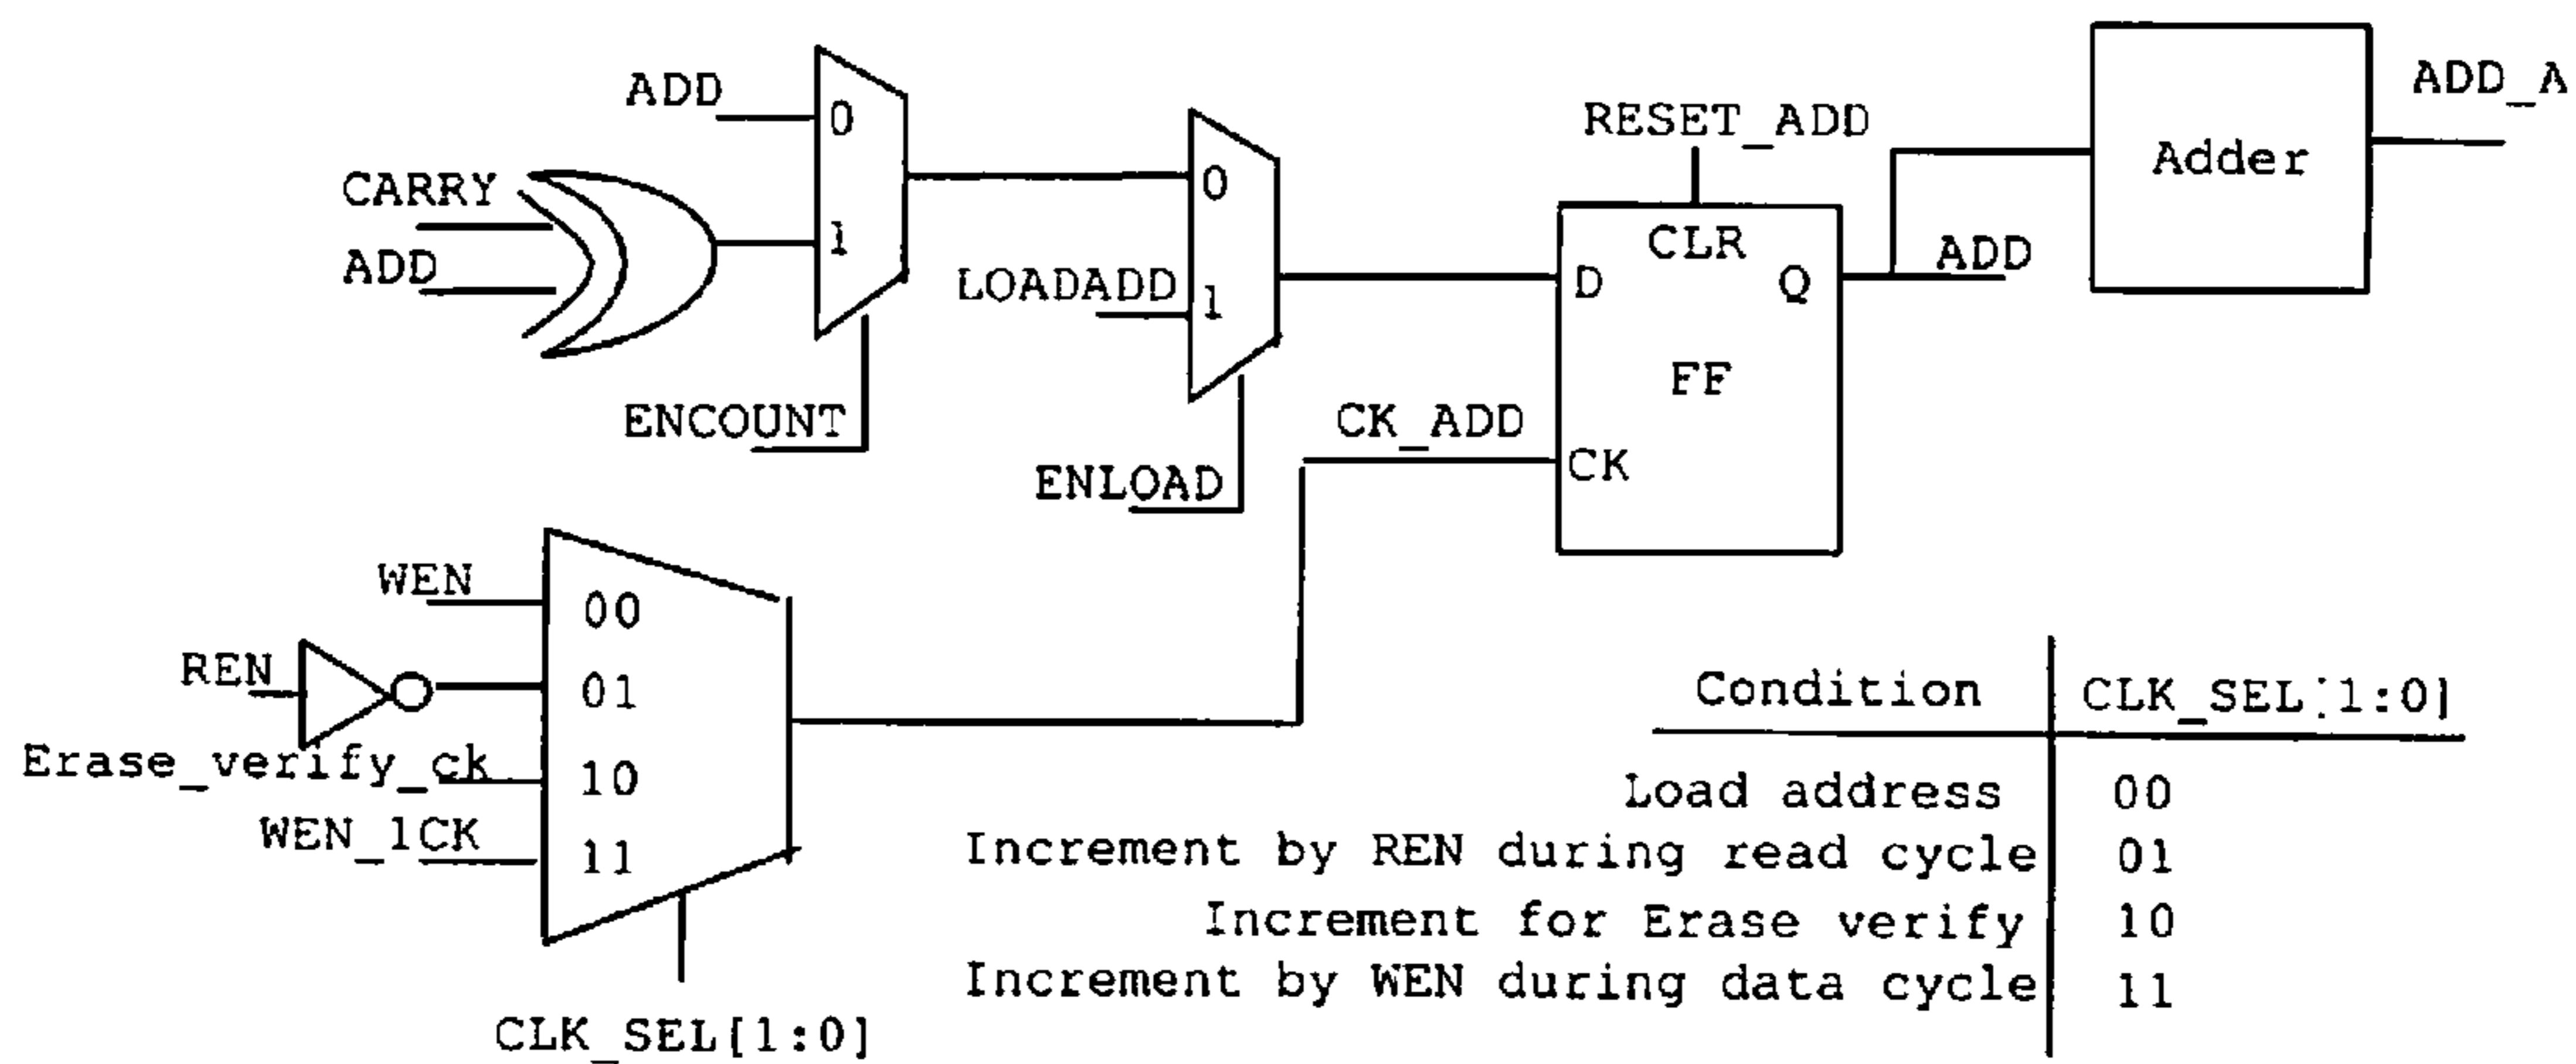 ADD
0
CARRY
ADD
1
ENCOUNT
0
LOADADD
1
ENLOAD
RESET_ADD
CLR
D
Q
FF
CK_ADD
CK
ADD
Adder
ADD_A
WEN
00
REN
01
Erase_verify_ck
10
WEN_1CK
11
CLK_SEL[1:0]
Condition CLK_SEL[1:0]
Load address 00
Increment by REN during read cycle 01
Increment for Erase verify 10
Increment by WEN during data cycle 11